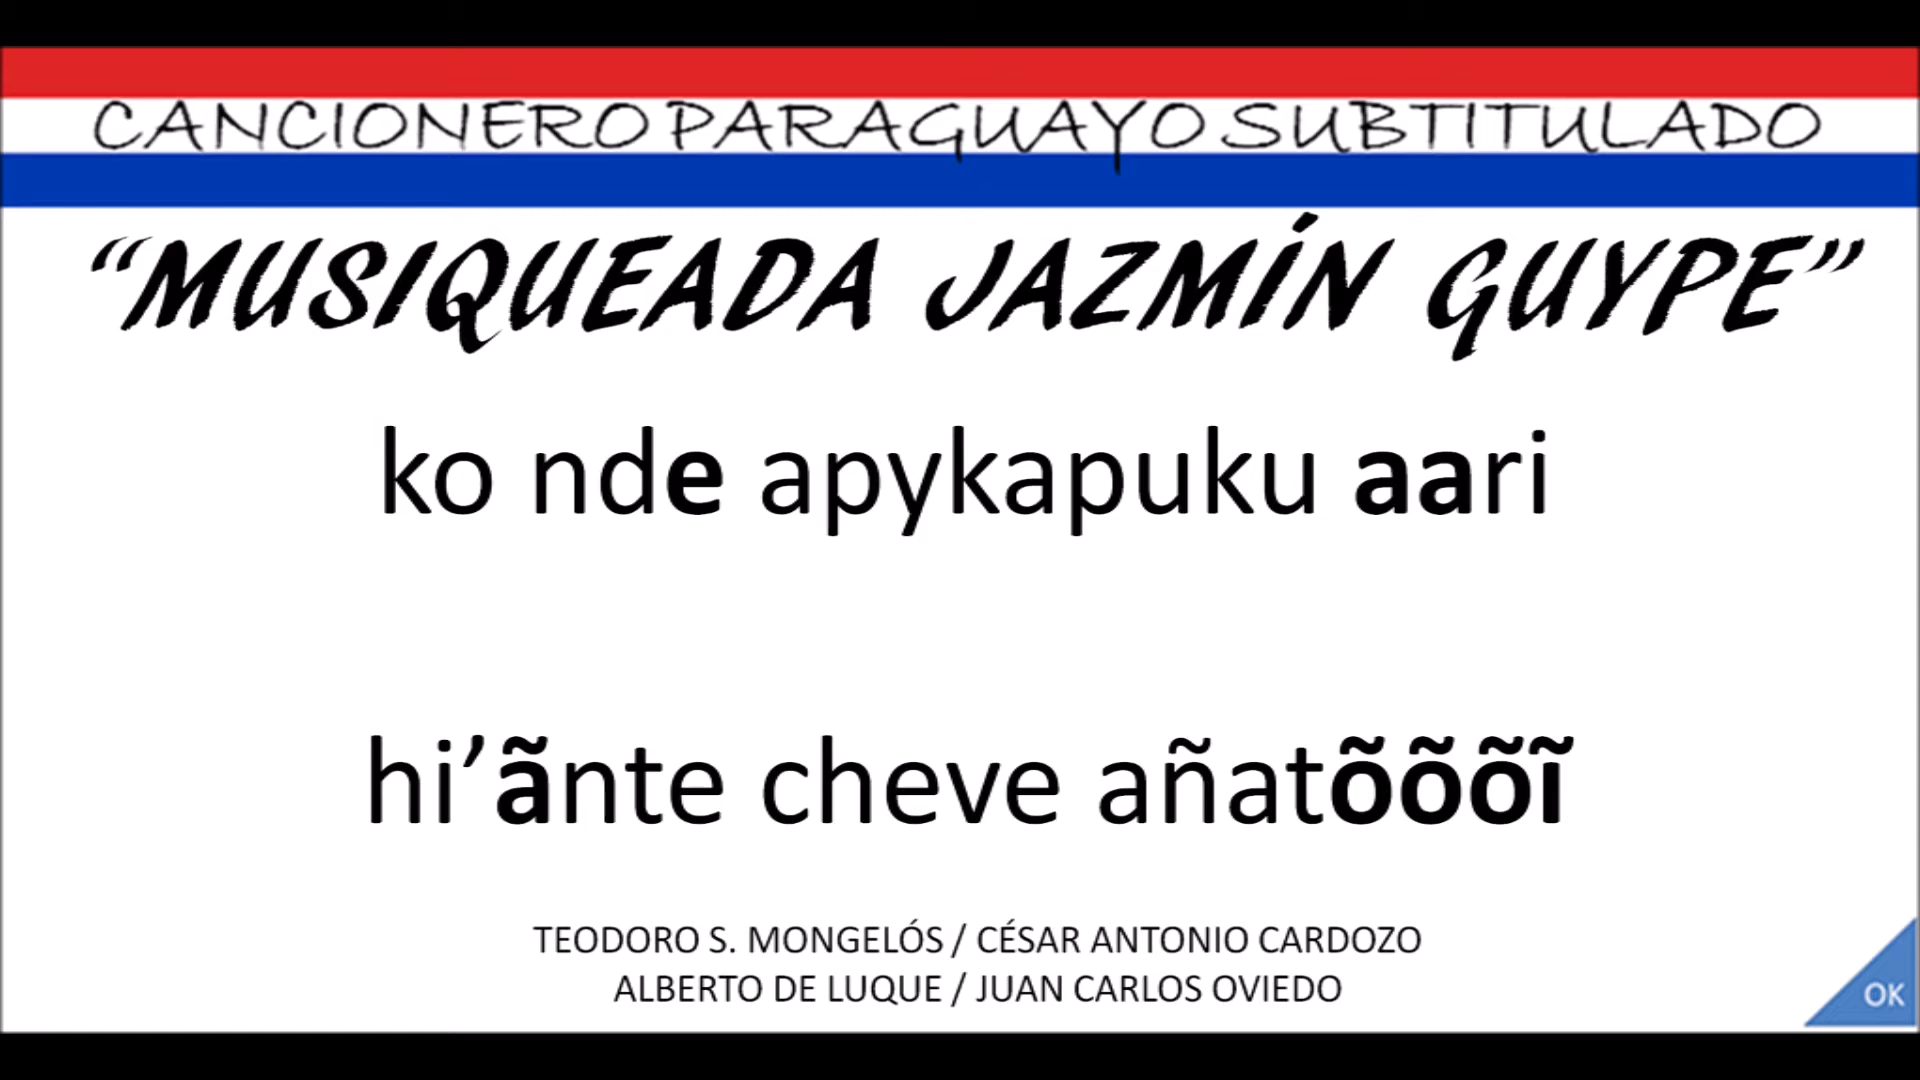 CANCIONERO PARAGUAYO SUBTITULADO
“MUSIQUEADA JAZMÍN GUYPE”
ko nde apykapuku aari
hi’ãnte cheve añatõõõĩ
TEODORO S. MONGELÓS / CÉSAR ANTONIO CARDOZO
ALBERTO DE LUQUE / JUAN CARLOS OVIEDO
OK